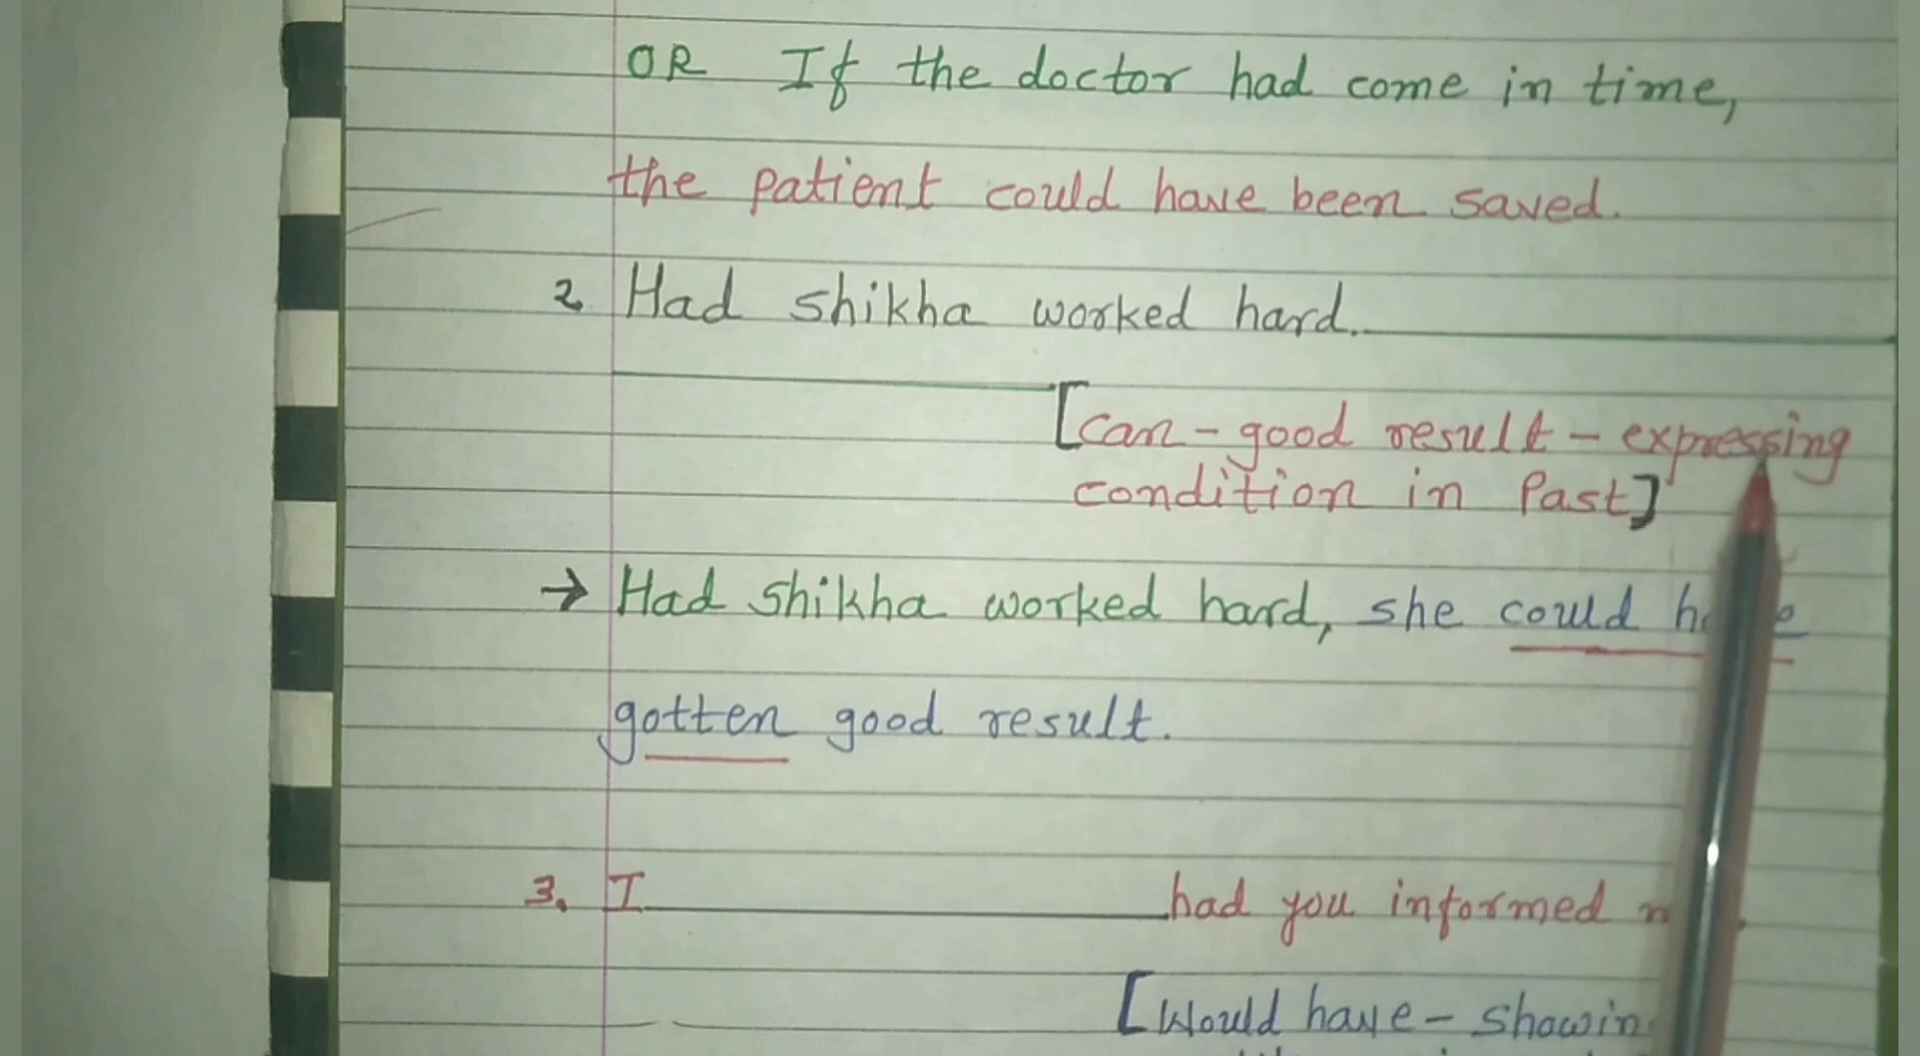 OR If the doctor had come in time,
the patient could have been saved.
2 Had shikha worked hard.
[can - good result - expressing
condition in Past]
→ Had shikha worked hard, she could
gotten good result.
3. I had you informed
[Would have - showin